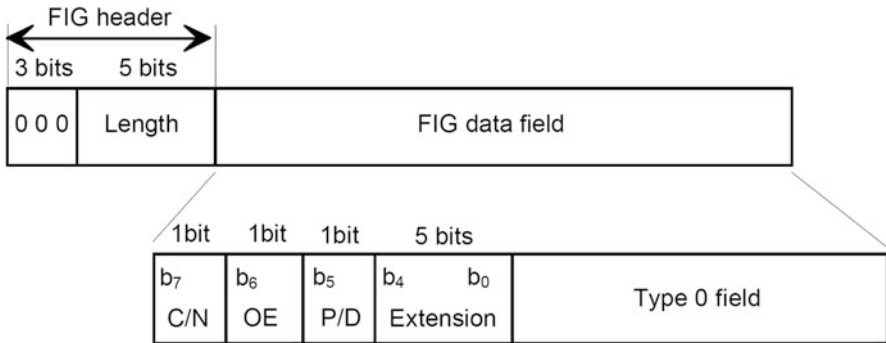 FIG header
3 bits 5 bits
0 0 0 Length FIG data field
1bit 1bit 1bit 5 bits
b₇ b₆ b₅ b₄ b₀
C/N OE P/D Extension Type 0 field